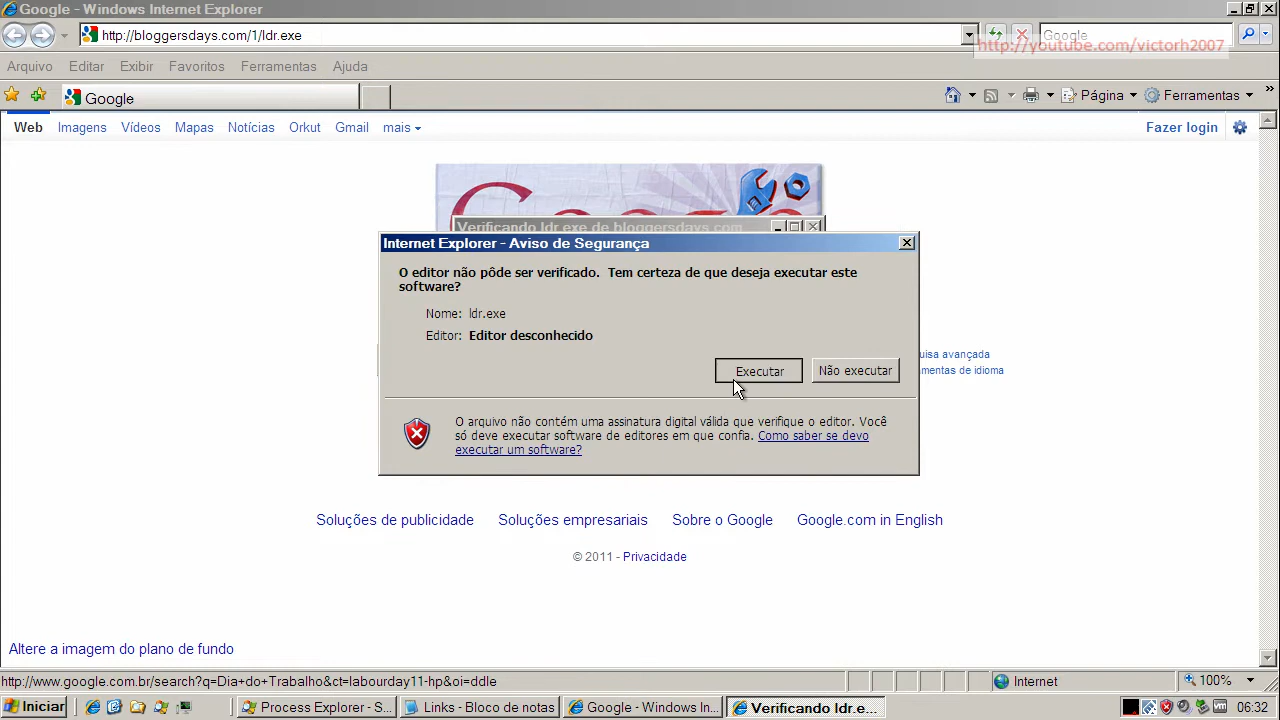 Google - Windows Internet Explorer
http://bloggersdays.com/1/ldr.exe
Google
http://youtube.com/victorh2007
Arquivo Editar Exibir Favoritos Ferramentas Ajuda
Google
Página Ferramentas
Web Imagens Vídeos Mapas Notícias Orkut Gmail mais
Fazer login
Verificando ldr.exe de bloggersdays.com
Internet Explorer - Aviso de Segurança
O editor não pôde ser verificado. Tem certeza de que deseja executar este
software?
Nome: ldr.exe
Editor: Editor desconhecido
Executar Não executar
O arquivo não contém uma assinatura digital válida que verifique o editor. Você
só deve executar software de editores em que confia. Como saber se devo
executar um software?
avançada
de idioma
Soluções de publicidade Soluções empresariais Sobre o Google Google.com in English
© 2011 - Privacidade
Altere a imagem do plano de fundo
http://www.google.com.br/search?q=Dia+do+Trabalho&ct=labourday11-hp&oi=ddle
Internet
100%
Iniciar
Process Explorer - S...
Links - Bloco de notas
Google - Windows In...
Verificando ldr.e...
06:32